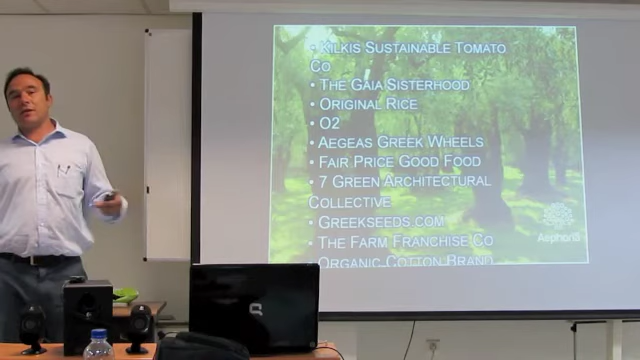 • Kilkis Sustainable Tomato
Co
• The Gaia Sisterhood
• Original Rice
• O2
• Aegeas Greek Wheels
• Fair Price Good Food
• 7 Green Architectural
Collective
• Greekseeds.com
• The Farm Franchise Co
• Organic Cotton Brand